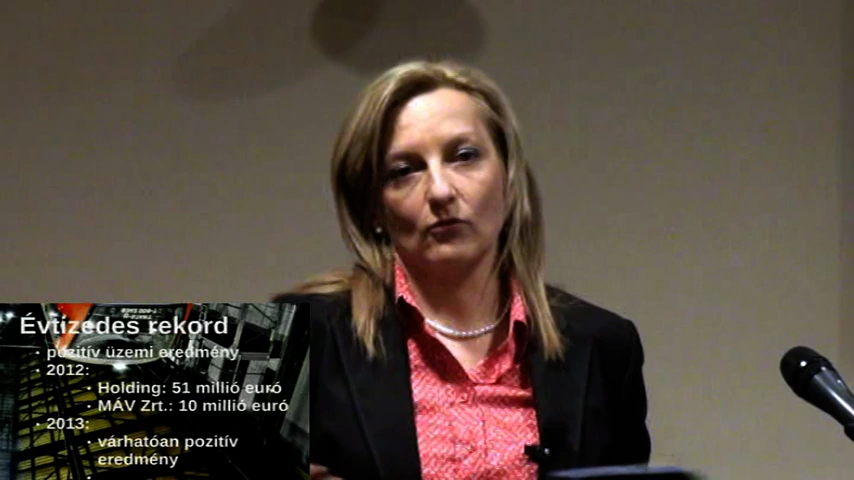 Évtizedes rekord
• pozitív üzemi eredmény
• 2012:
• Holding: 51 millió euró
• MÁV Zrt.: 10 millió euró
• 2013:
• várhatóan pozitív
eredmény